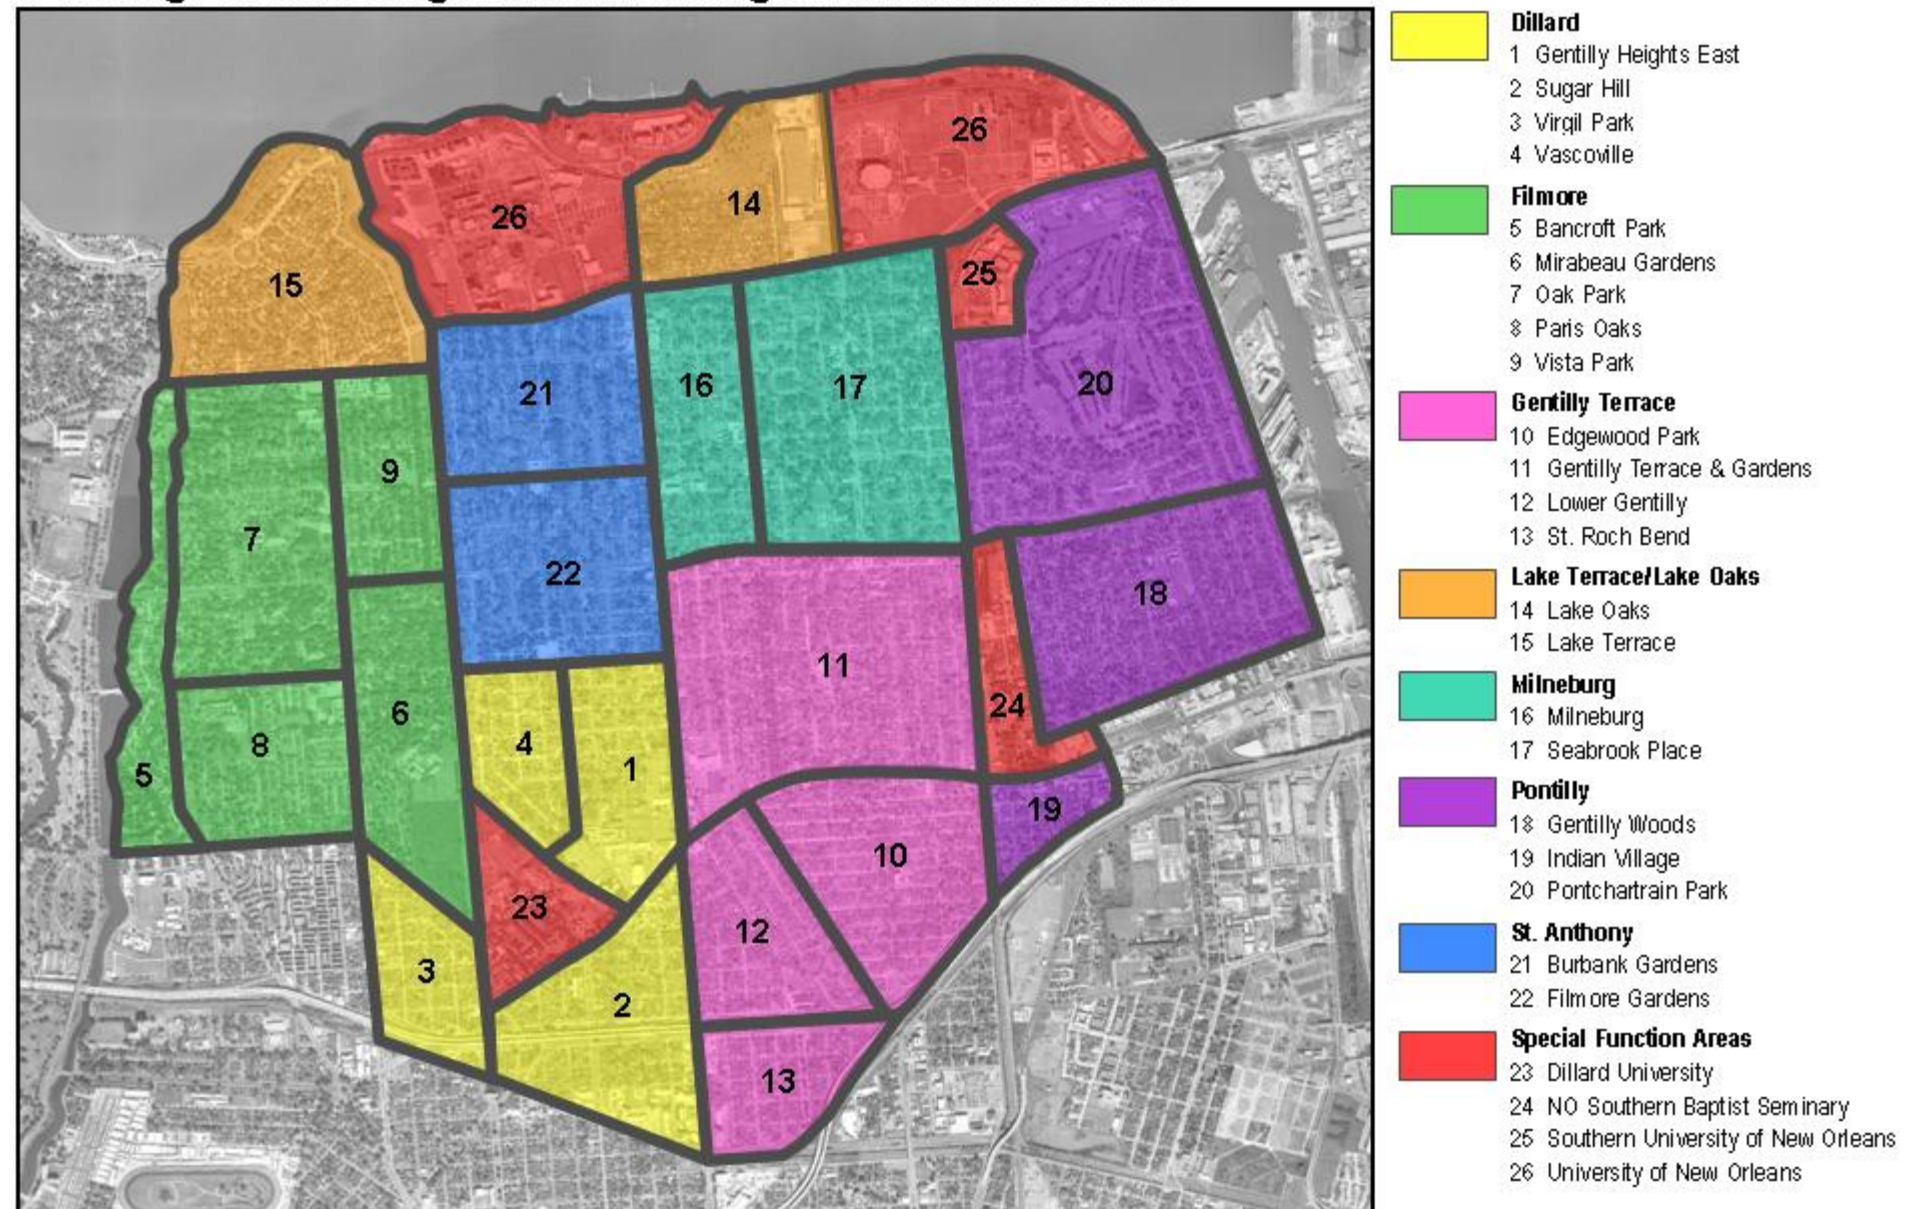 26
26
14
15
25
21
16
17
20
9
7
22
18
11
6
24
4
8
1
5
19
10
23
12
3
2
13
Dillard
1 Gentilly Heights East
2 Sugar Hill
3 Virgil Park
4 Vascoville
Filmore
5 Bancroft Park
6 Mirabeau Gardens
7 Oak Park
8 Paris Oaks
9 Vista Park
Gentilly Terrace
10 Edgewood Park
11 Gentilly Terrace & Gardens
12 Lower Gentilly
13 St. Roch Bend
Lake Terrace/Lake Oaks
14 Lake Oaks
15 Lake Terrace
Milneburg
16 Milneburg
17 Seabrook Place
Pontilly
18 Gentilly Woods
19 Indian Village
20 Pontchartrain Park
St. Anthony
21 Burbank Gardens
22 Filmore Gardens
Special Function Areas
23 Dillard University
24 NO Southern Baptist Seminary
25 Southern University of New Orleans
26 University of New Orleans